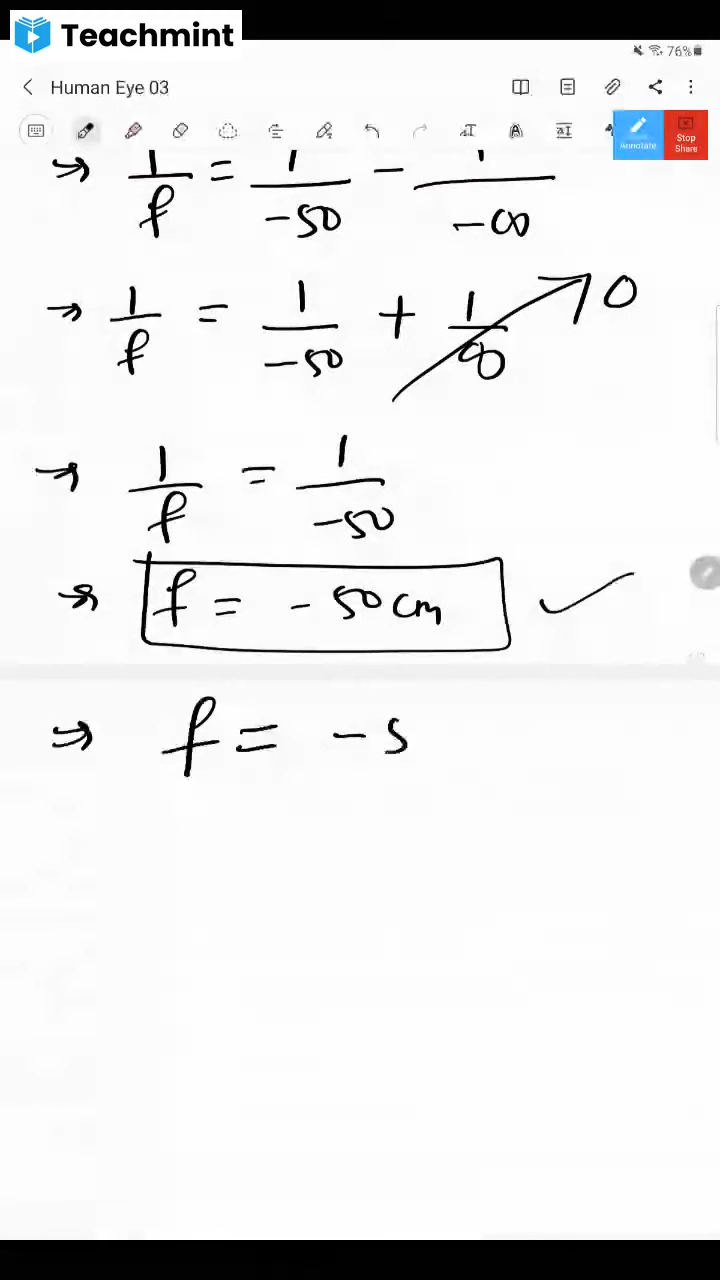 Teachmint
76%
Human Eye 03
Annotate
Stop Share
→ 1/f = 1/-50 - 1/-∞
→ 1/f = 1/-50 + 1/∞ 0
→ 1/f = 1/-50
→ f = - 50 cm ✓
⇒ f = - 5